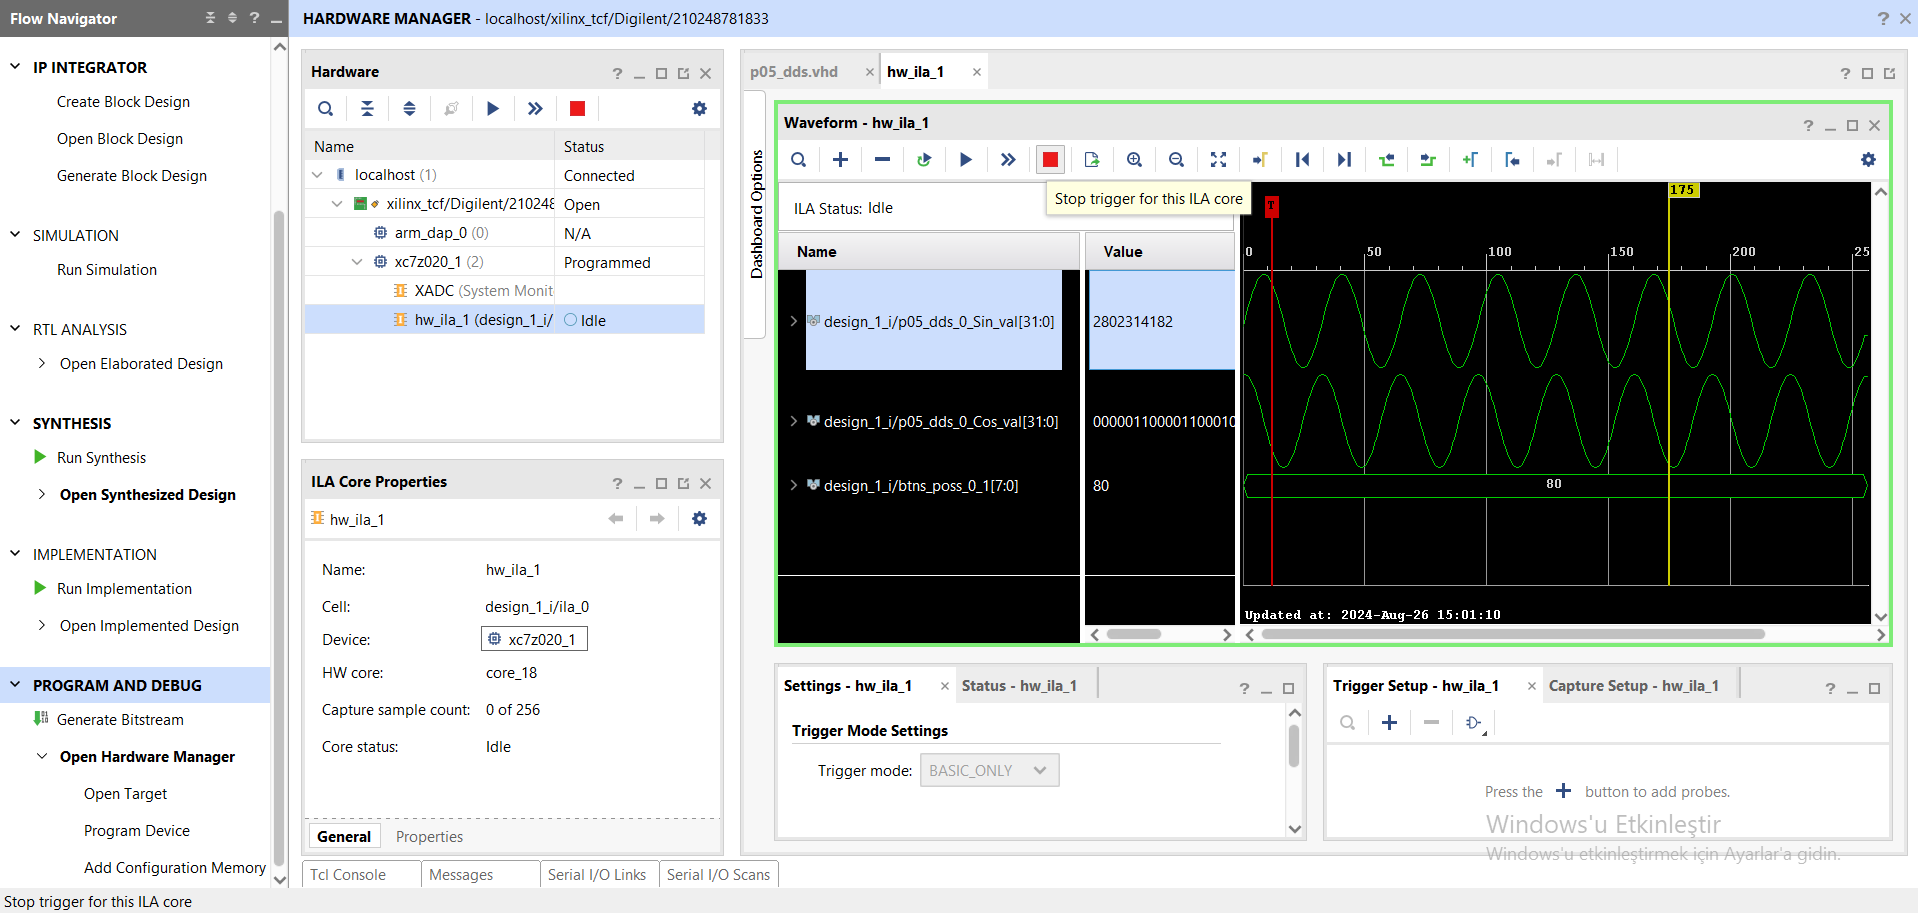 Flow Navigator
?
HARDWARE MANAGER - localhost/xilinx_tcf/Digilent/210248781833
?
IP INTEGRATOR
Create Block Design
Open Block Design
Generate Block Design
SIMULATION
Run Simulation
RTL ANALYSIS
Open Elaborated Design
SYNTHESIS
Run Synthesis
Open Synthesized Design
IMPLEMENTATION
Run Implementation
Open Implemented Design
PROGRAM AND DEBUG
Generate Bitstream
Open Hardware Manager
Open Target
Program Device
Add Configuration Memory
Hardware
?
Name Status
localhost (1) Connected
xilinx_tcf/Digilent/21024 Open
arm_dap_0 (0) N/A
xc7z020_1 (2) Programmed
XADC (System Monit
hw_ila_1 (design_1_i/ Idle
ILA Core Properties
?
hw_ila_1
Name: hw_ila_1
Cell: design_1_i/ila_0
Device: xc7z020_1
HW core: core_18
Capture sample count: 0 of 256
Core status: Idle
General Properties
p05_dds.vhd hw_ila_1
?
Dashboard Options
Waveform - hw_ila_1
?
ILA Status: Idle
Stop trigger for this ILA core
Name Value
design_1_i/p05_dds_0_Sin_val[31:0] 2802314182
design_1_i/p05_dds_0_Cos_val[31:0] 000001100001100010
design_1_i/btns_poss_0_1[7:0] 80
T
175
0 50 100 150 200 25
80
Updated at: 2024-Aug-26 15:01:10
Settings - hw_ila_1 Status - hw_ila_1
?
Trigger Mode Settings
Trigger mode: BASIC_ONLY
Trigger Setup - hw_ila_1 Capture Setup - hw_ila_1
?
Press the + button to add probes.
Windows'u Etkinleştir
Windows'u etkinleştirmek için Ayarlar'a gidin.
Tcl Console Messages Serial I/O Links Serial I/O Scans
Stop trigger for this ILA core